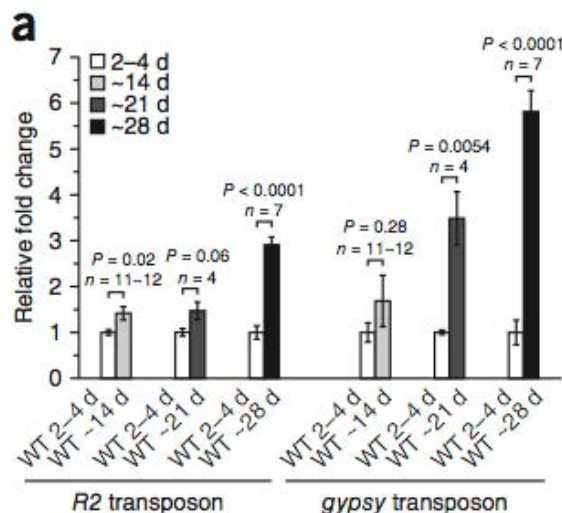 a
Relative fold change
7
6
5
4
3
2
1
0
2–4 d
~14 d
~21 d
~28 d
P = 0.02
n = 11–12
P = 0.06
n = 4
P < 0.0001
n = 7
P = 0.28
n = 11–12
P = 0.0054
n = 4
P < 0.0001
n = 7
WT 2–4 d
WT ~14 d
WT 2–4 d
WT ~21 d
WT 2–4 d
WT ~28 d
WT 2–4 d
WT ~14 d
WT 2–4 d
WT ~21 d
WT 2–4 d
WT ~28 d
R2 transposon
gypsy transposon